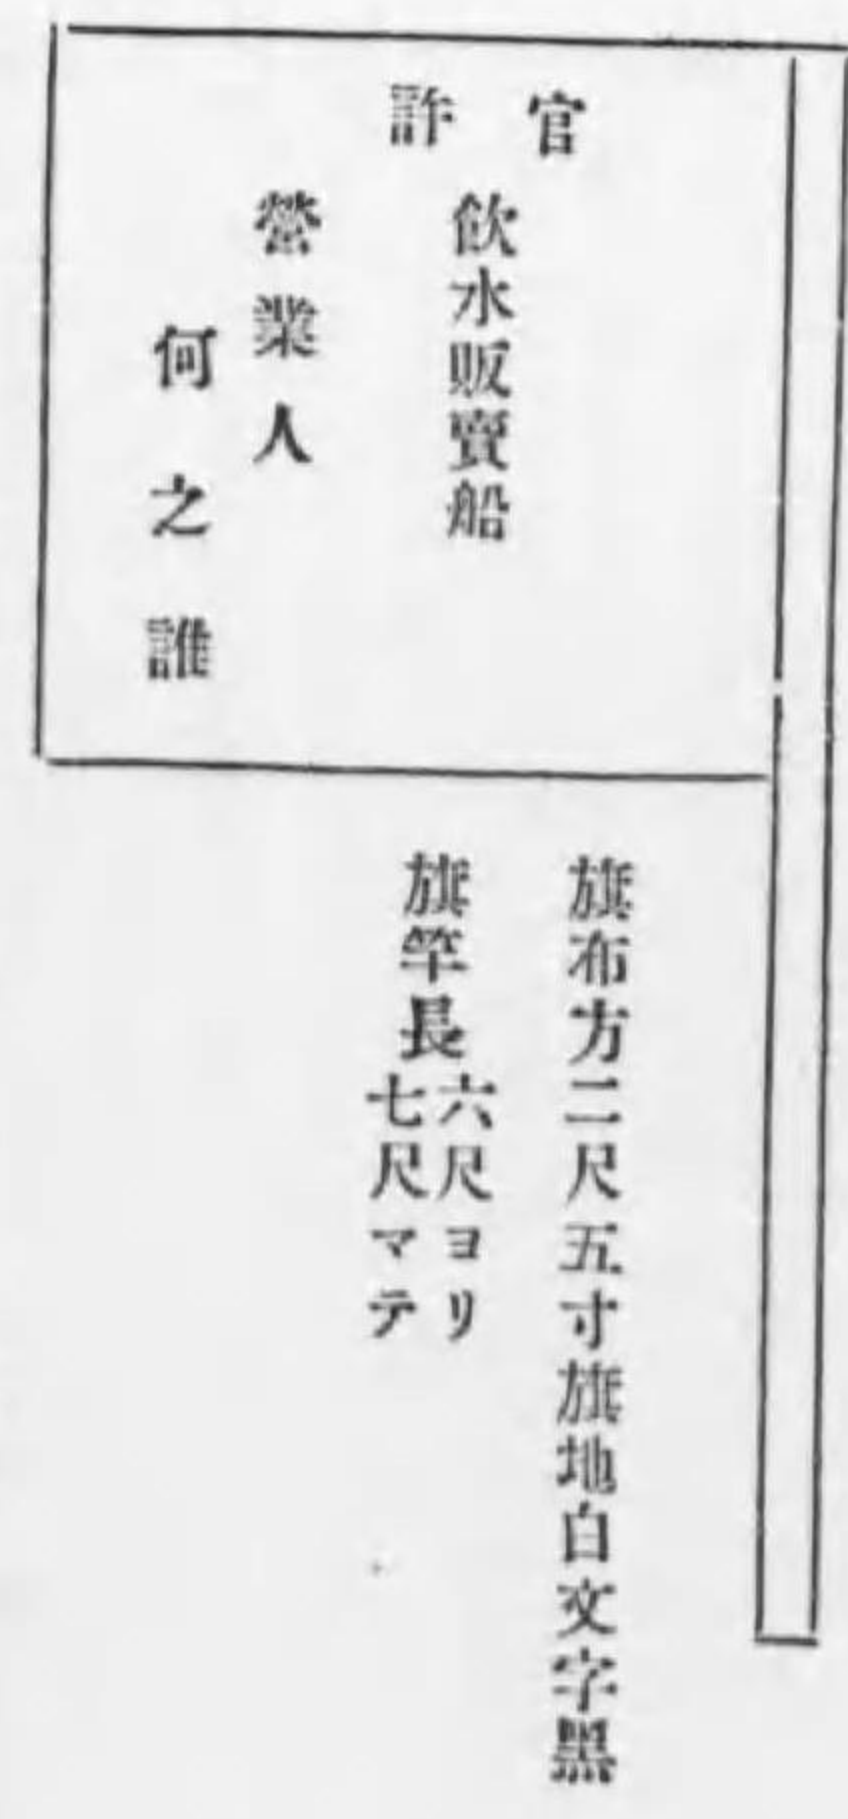 官
許
飲水販賣船
營業人
何之誰
旗布方二尺五寸旗地白文字黑
旗竿長
六尺ヨリ
七尺マテ